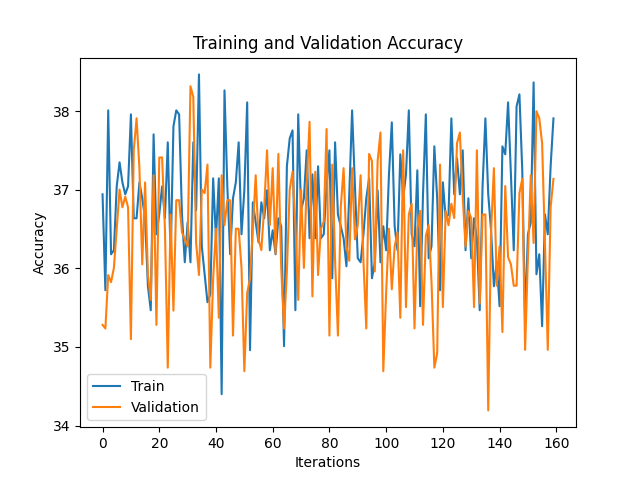 Training and Validation Accuracy
Accuracy
38
37
36
35
34
Train
Validation
0 20 40 60 80 100 120 140 160
Iterations